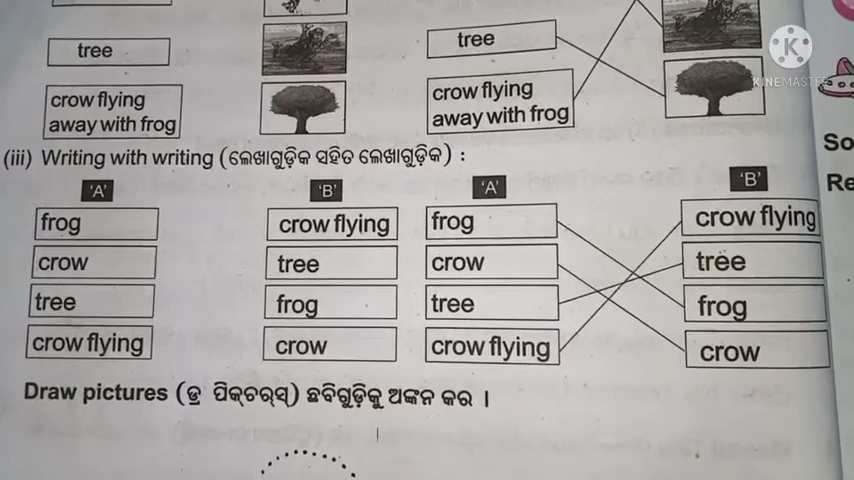 tree
tree
crow flying
away with frog
crow flying
away with frog
KINEMASTER
(iii) Writing with writing (ଲେଖାଗୁଡ଼ିକ ସହିତ ଲେଖାଗୁଡ଼ିକ) :
'A' 'B' 'A' 'B'
frog crow flying frog crow flying
crow tree crow tree
tree frog tree frog
crow flying crow crow flying crow
Draw pictures (ଡ୍ର ପିକ୍‌ଚର୍‌ସ୍) ଛବିଗୁଡ଼ିକୁ ଅଙ୍କନ କର ।
So
Re